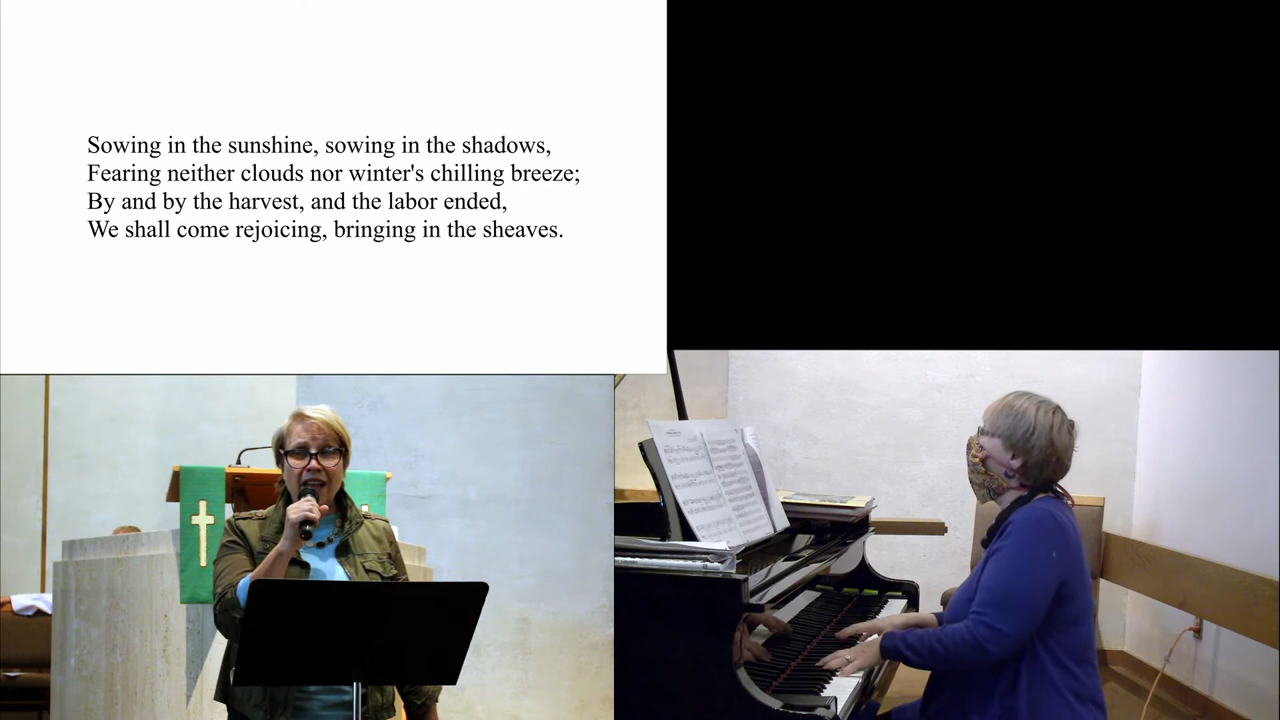 Sowing in the sunshine, sowing in the shadows,
Fearing neither clouds nor winter's chilling breeze;
By and by the harvest, and the labor ended,
We shall come rejoicing, bringing in the sheaves.